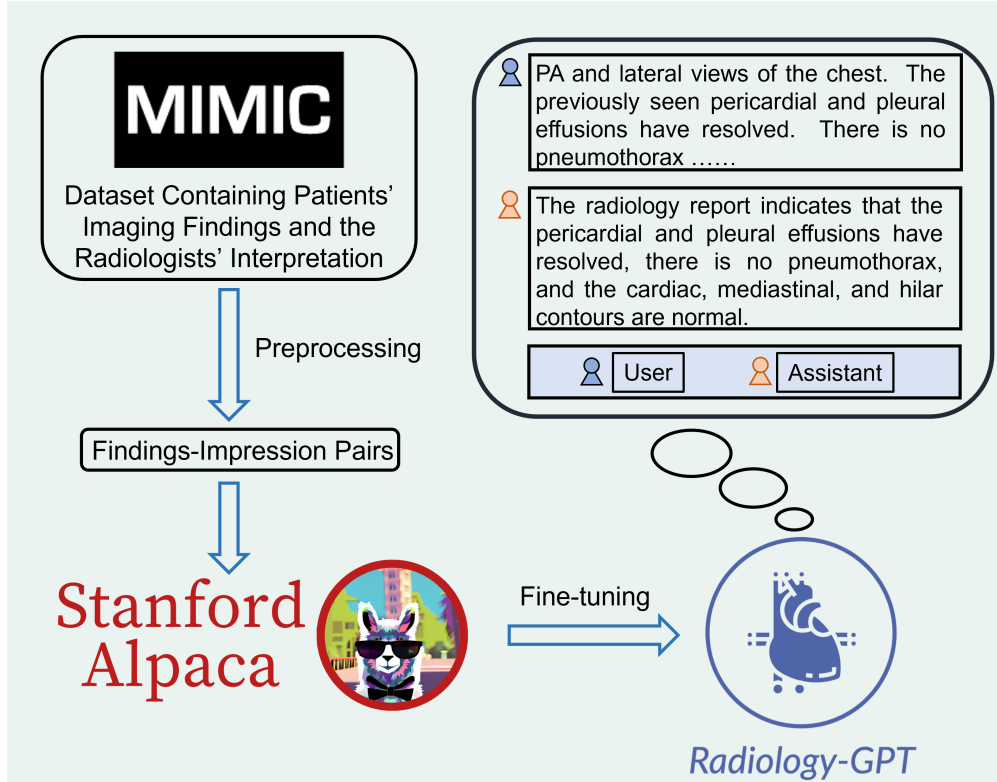 MIMIC
Dataset Containing Patients’
Imaging Findings and the
Radiologists’ Interpretation
Preprocessing
Findings-Impression Pairs
Stanford
Alpaca
Fine-tuning
PA and lateral views of the chest. The
previously seen pericardial and pleural
effusions have resolved. There is no
pneumothorax ......
The radiology report indicates that the
pericardial and pleural effusions have
resolved, there is no pneumothorax,
and the cardiac, mediastinal, and hilar
contours are normal.
User
Assistant
Radiology-GPT